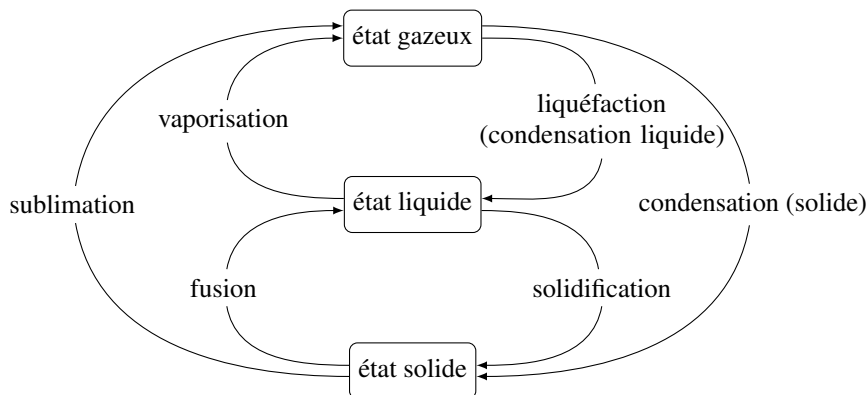 état gazeux
vaporisation
liquéfaction
(condensation liquide)
sublimation
état liquide
condensation (solide)
fusion
solidification
état solide